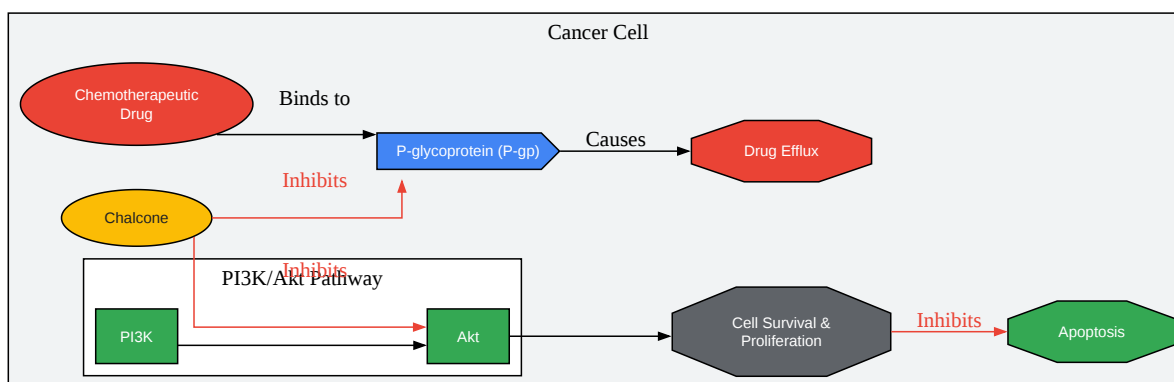 Cancer Cell
Chemotherapeutic
Drug
Binds to
P-glycoprotein (P-gp)
Causes
Drug Efflux
Inhibits
Chalcone
Inhibits
PI3K/Akt Pathway
PI3K
Akt
Cell Survival &
Proliferation
Inhibits
Apoptosis